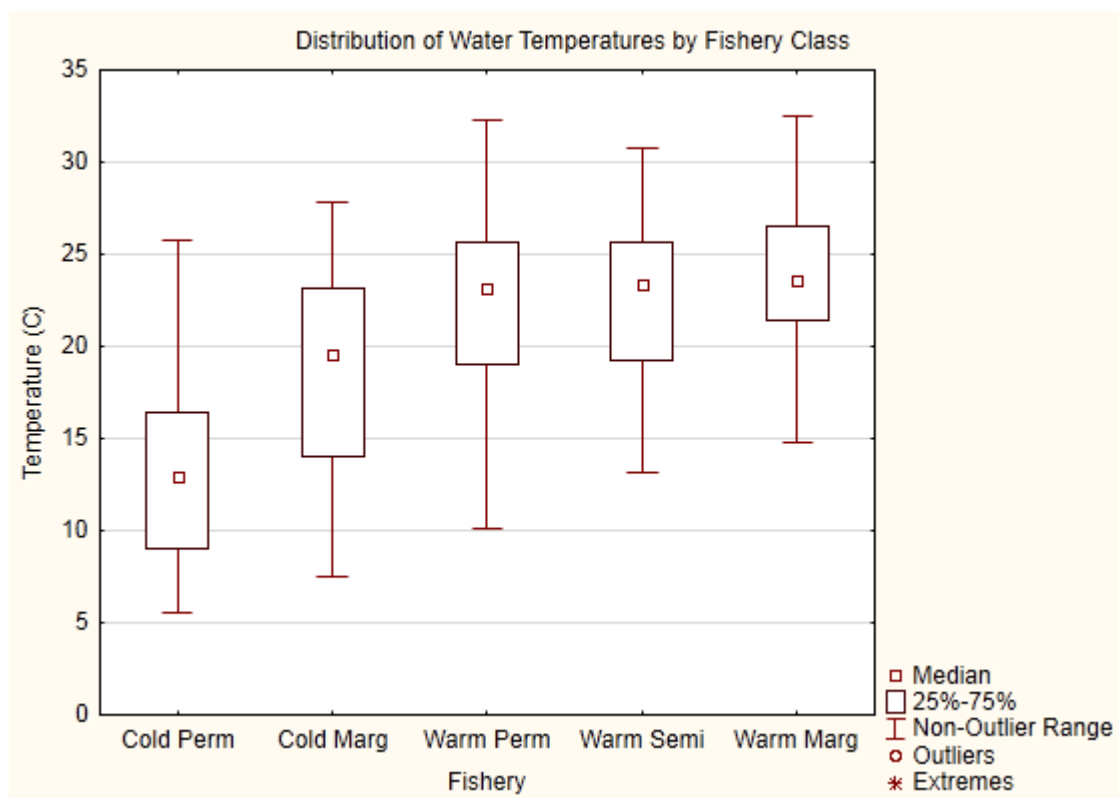 Distribution of Water Temperatures by Fishery Class
35
30
25
20
15
10
5
0
Temperature (C)
Cold Perm
Cold Marg
Warm Perm
Warm Semi
Warm Marg
Fishery
Median
25%-75%
Non-Outlier Range
Outliers
Extremes